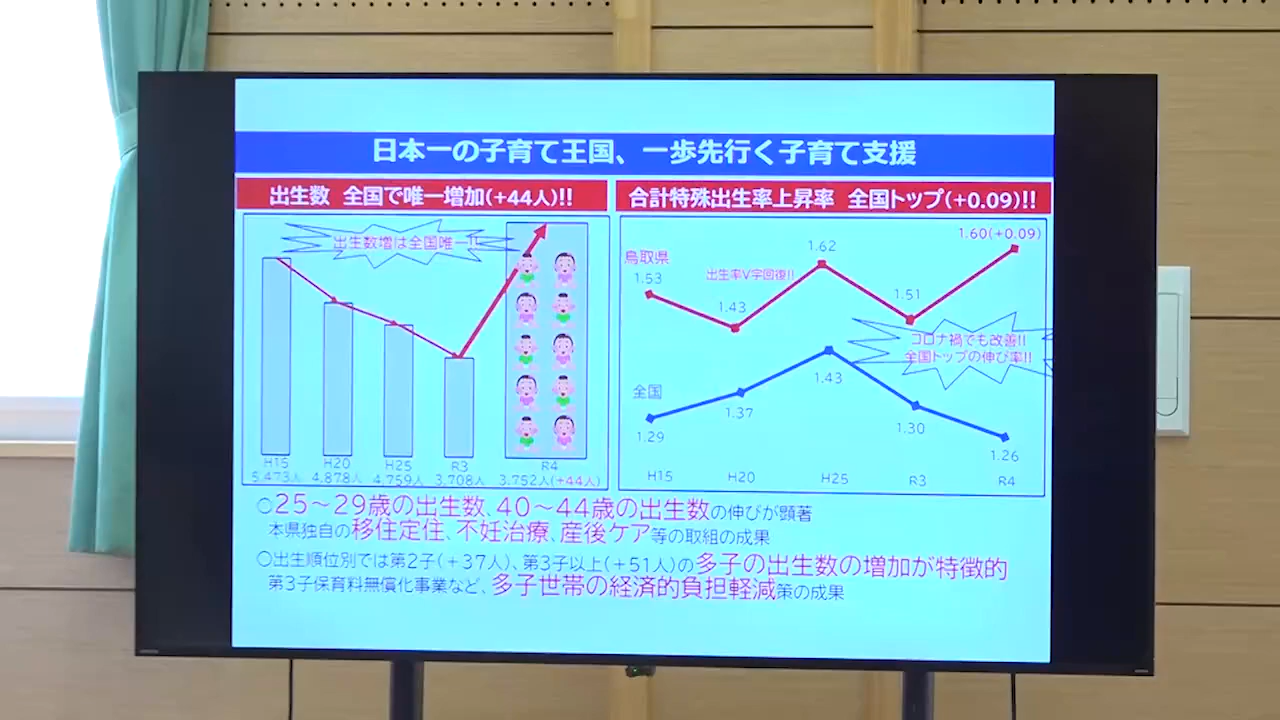 日本一の子育て王国、一歩先行く子育て支援
出生数 全国で唯一増加(+44人)!!
出生数増は全国唯一!!
H15 H20 H25 R3 R4
5,473人 4,878人 4,759人 3,708人 3,752人(+44人)
合計特殊出生率上昇率 全国トップ(+0.09)!!
鳥取県
1.53
1.43
出生率V字回復!!
1.62
1.51
1.60(+0.09)
コロナ禍でも改善!!
全国トップの伸び率!!
全国
1.29
1.37
1.43
1.30
1.26
H15 H20 H25 R3 R4
○25～29歳の出生数、40～44歳の出生数の伸びが顕著
本県独自の移住定住、不妊治療、産後ケア等の取組の成果
○出生順位別では第2子(+37人)、第3子以上(+51人)の多子の出生数の増加が特徴的
第3子保育料無償化事業など、多子世帯の経済的負担軽減策の成果